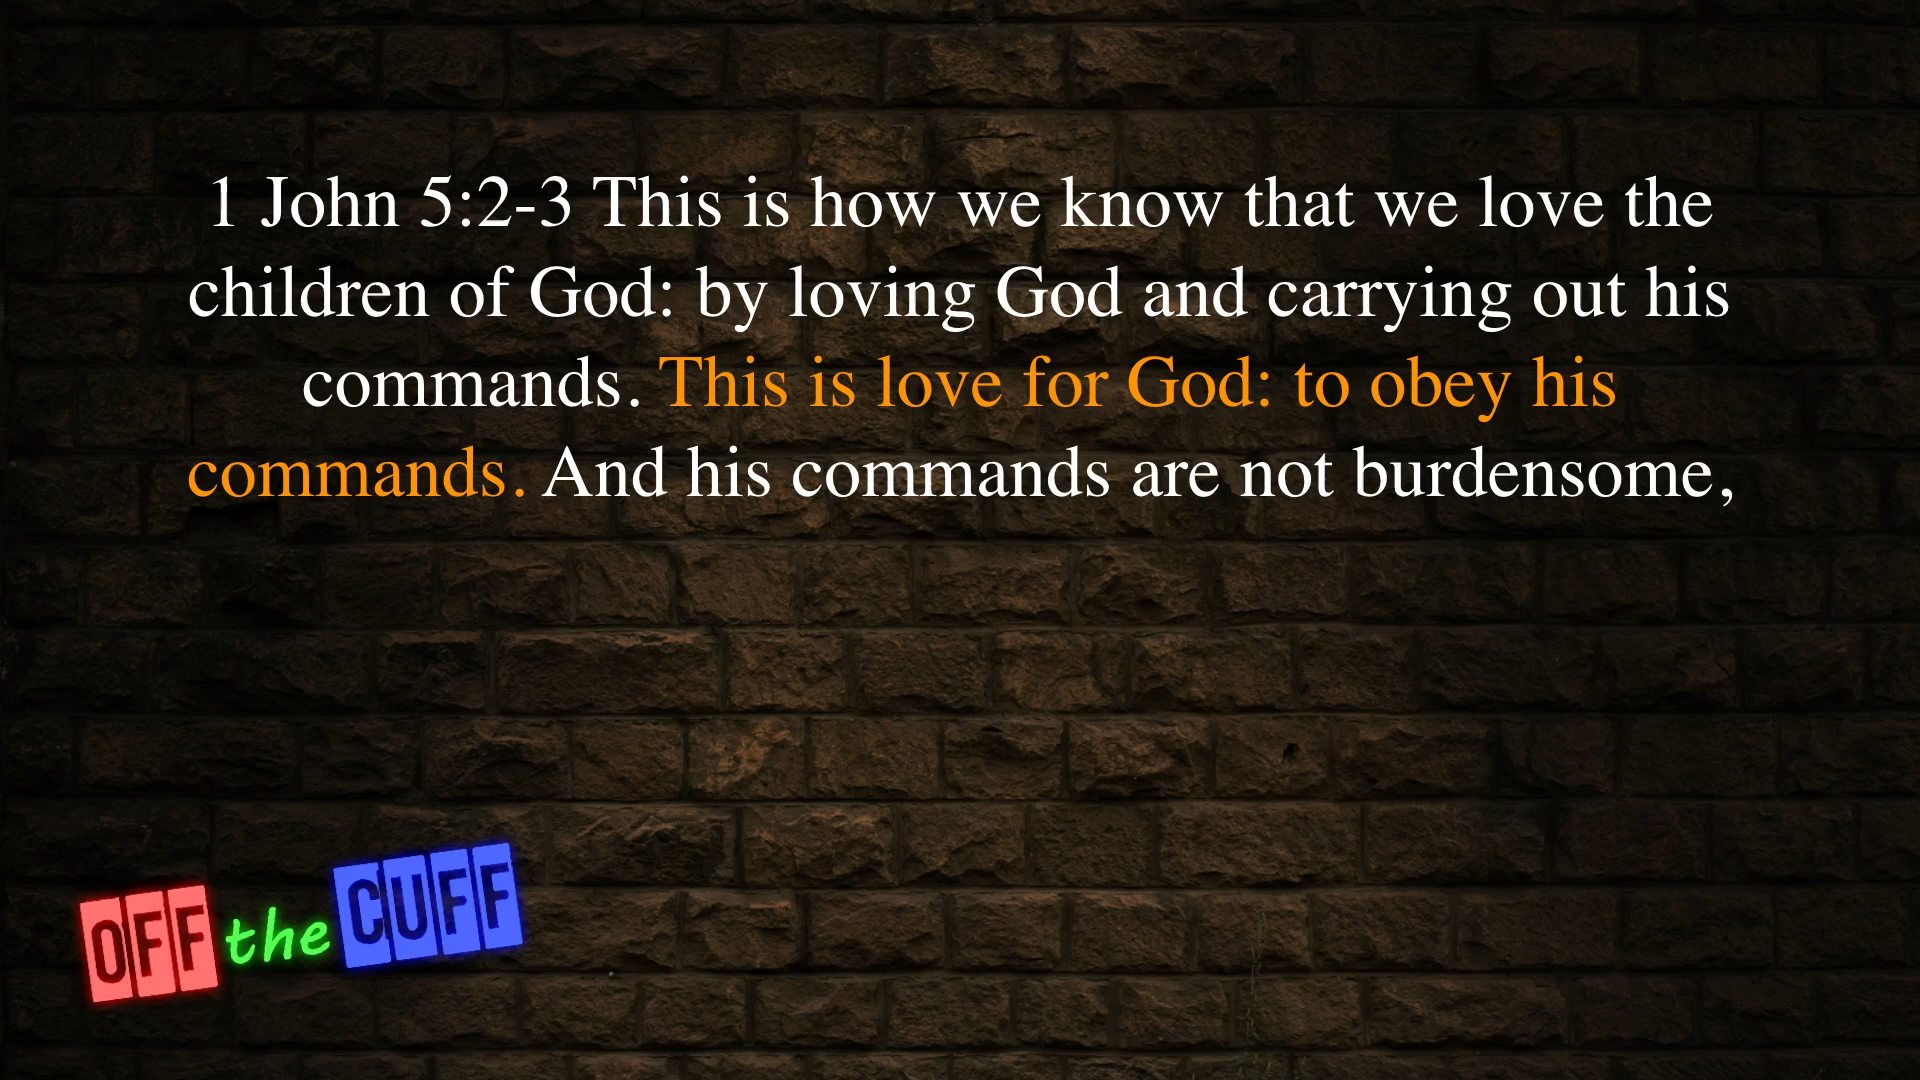 1 John 5:2-3 This is how we know that we love the
children of God: by loving God and carrying out his
commands. This is love for God: to obey his
commands. And his commands are not burdensome,
OFF the CUFF